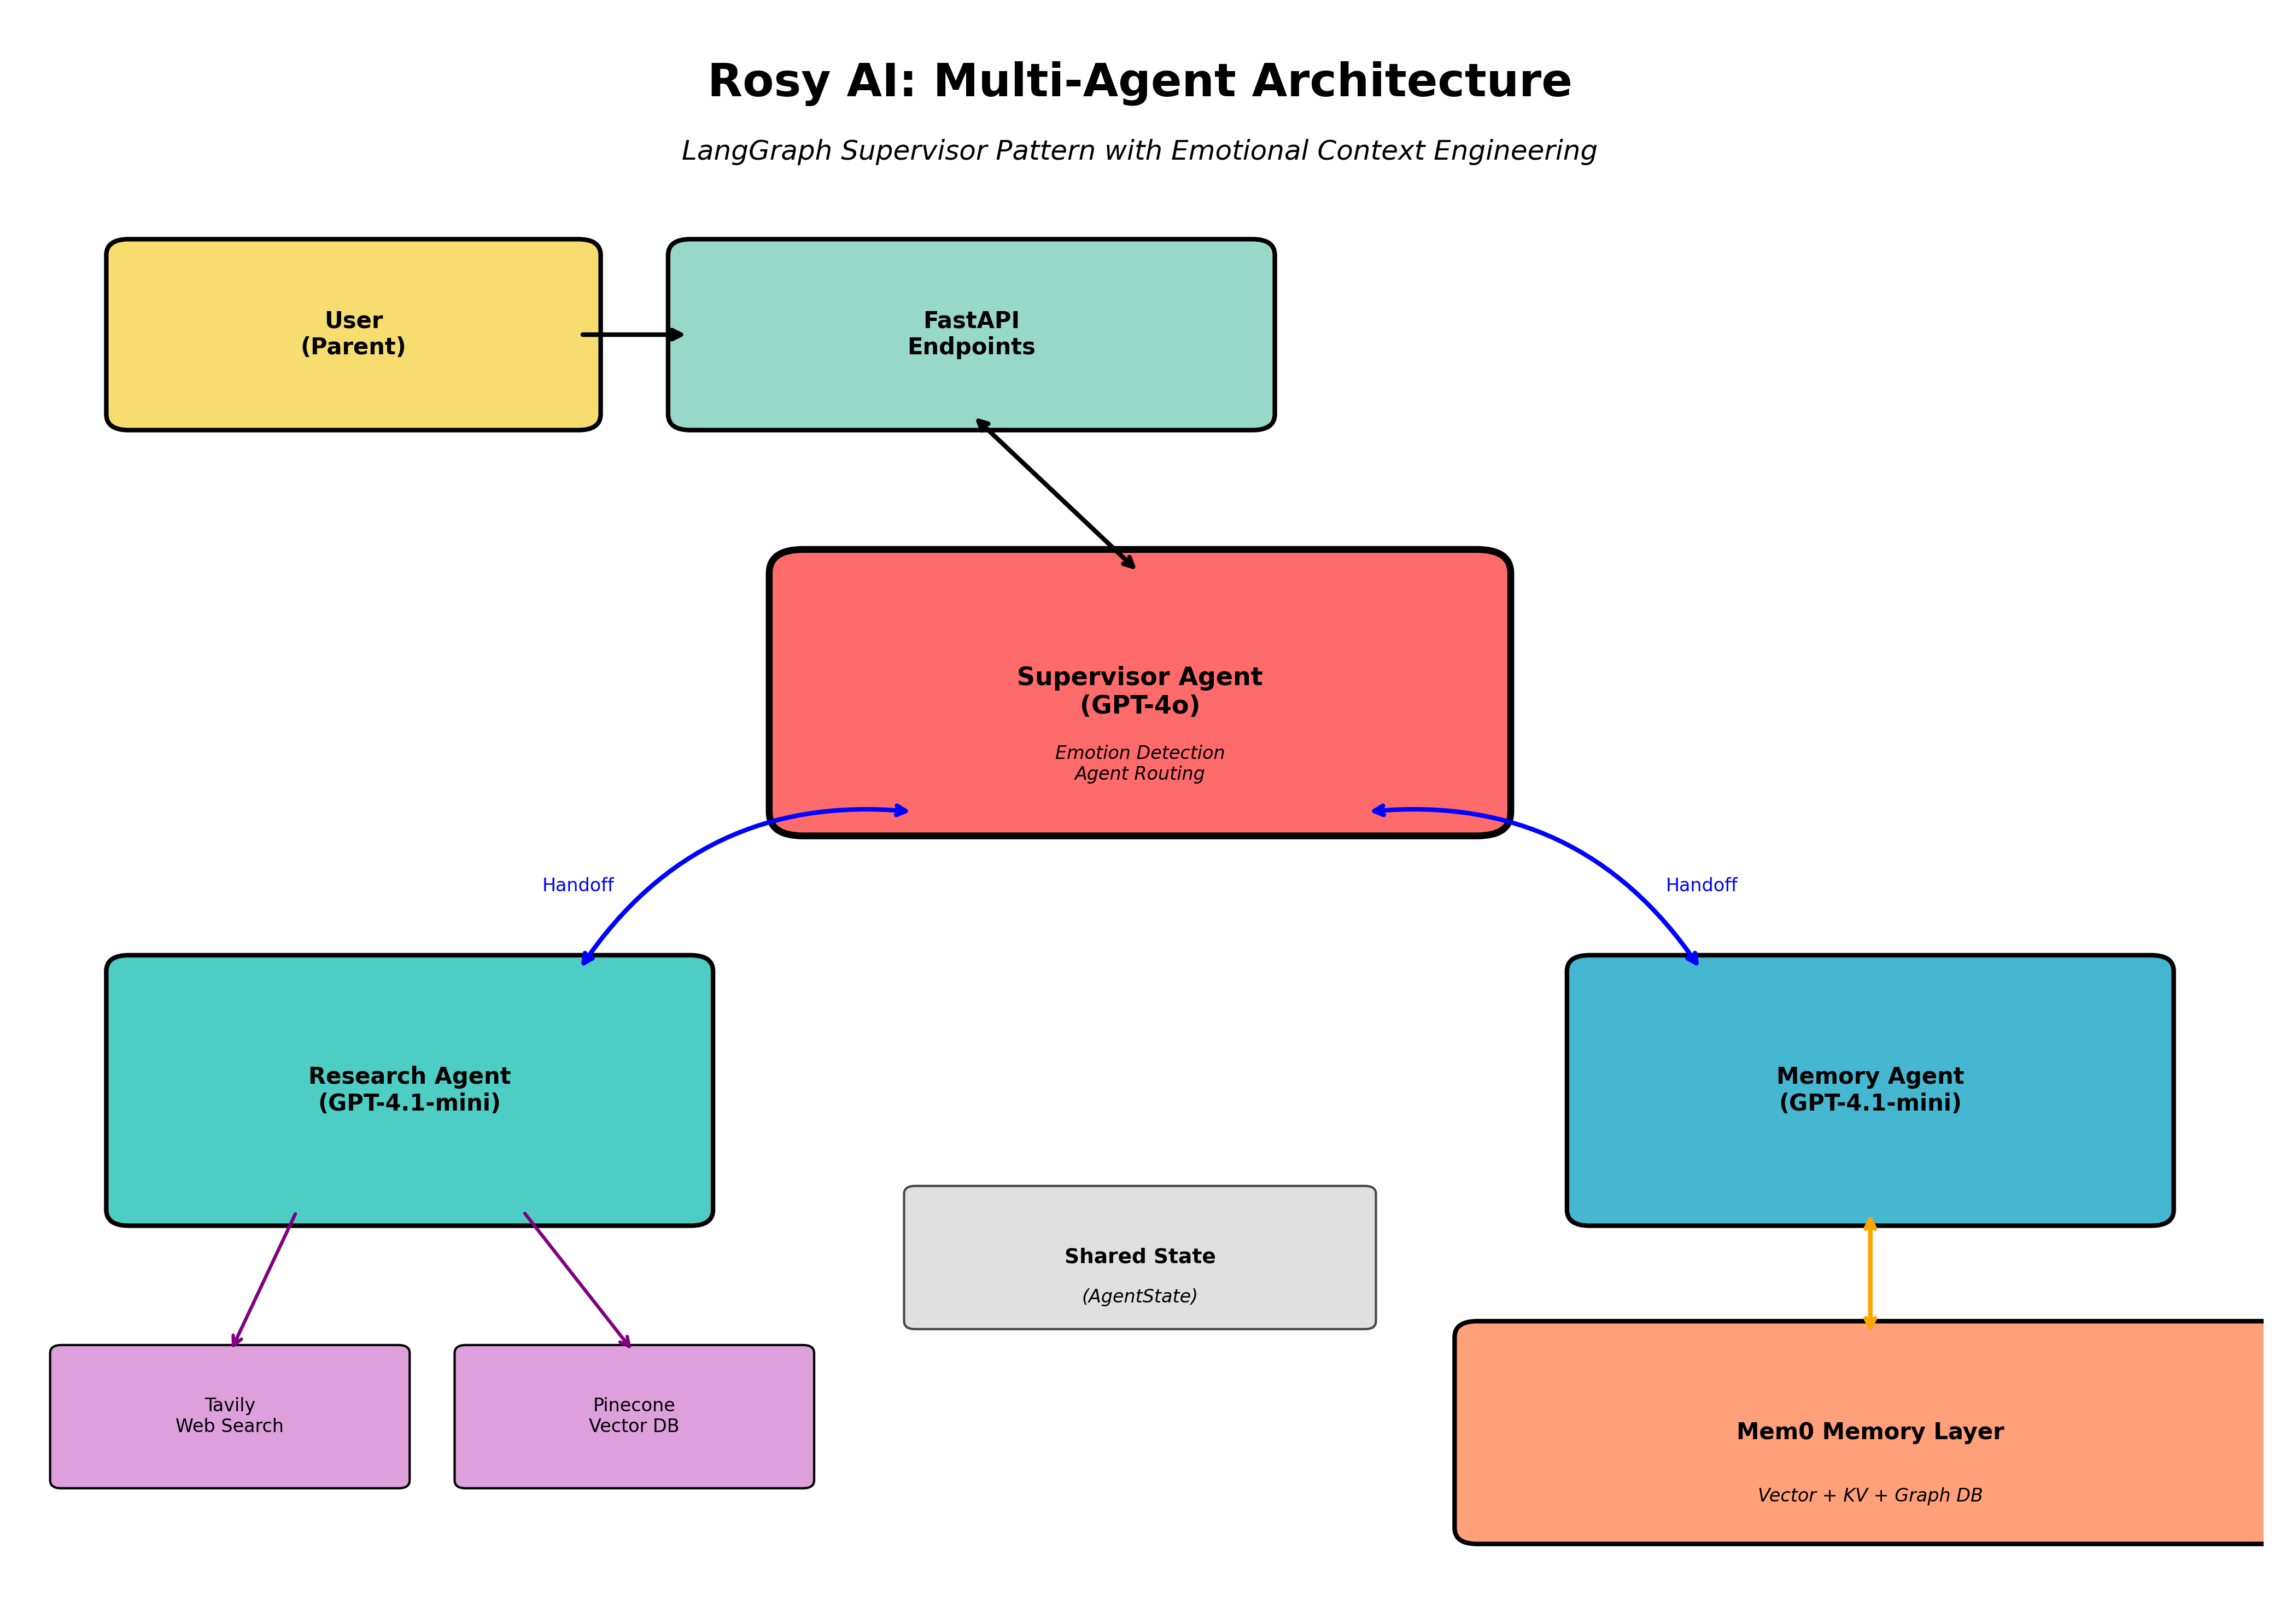 Rosy AI: Multi-Agent Architecture
LangGraph Supervisor Pattern with Emotional Context Engineering
User
(Parent)
FastAPI
Endpoints
Supervisor Agent
(GPT-4o)
Emotion Detection
Agent Routing
Handoff
Handoff
Research Agent
(GPT-4.1-mini)
Memory Agent
(GPT-4.1-mini)
Shared State
(AgentState)
Tavily
Web Search
Pinecone
Vector DB
Mem0 Memory Layer
Vector + KV + Graph DB